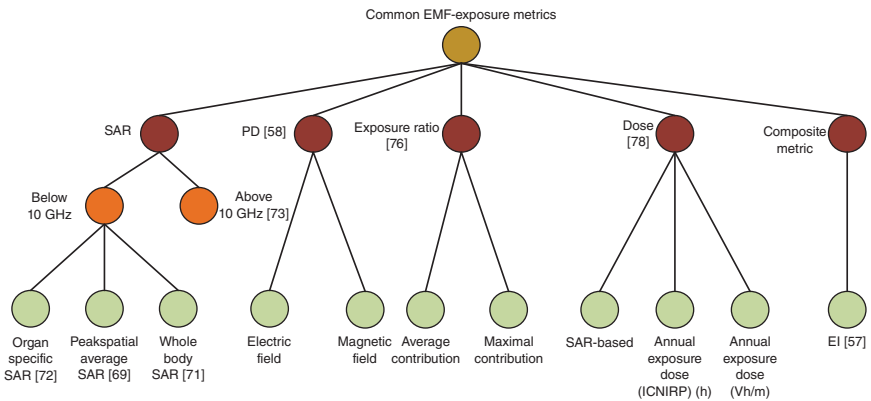 Common EMF-exposure metrics
SAR
PD [58]
Exposure ratio
[76]
Dose
[78]
Composite
metric
Below
10 GHz
Above
10 GHz [73]
Organ
specific
SAR [72]
Peakspatial
average
SAR [69]
Whole
body
SAR [71]
Electric
field
Magnetic
field
Average
contribution
Maximal
contribution
SAR-based
Annual
exposure
dose
(ICNIRP) (h)
Annual
exposure
dose
(Vh/m)
EI [57]